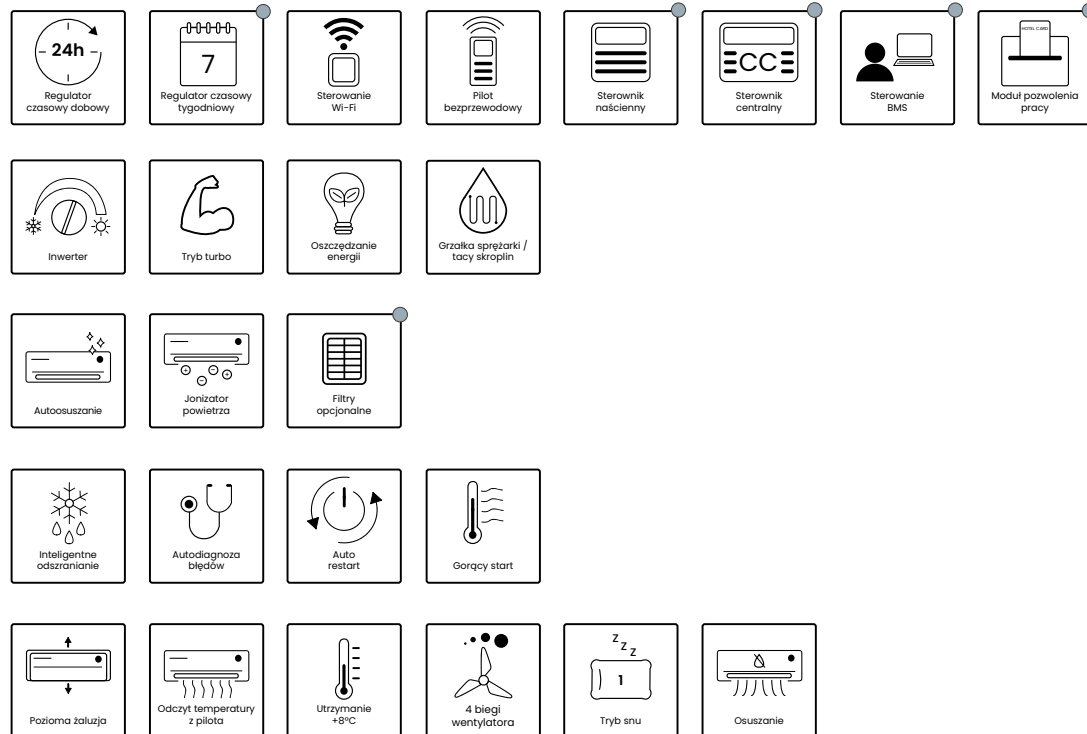 24h
Regulator
czasowy dobowy
7
Regulator czasowy
tygodniowy
Sterowanie
Wi-Fi
Pilot
bezprzewodowy
Sterownik
naścienny
CC
Sterownik
centralny
Sterowanie
BMS
HOTEL CARD
Moduł pozwolenia
pracy
Inwerter
Tryb turbo
Oszczędzanie
energii
Grzałka sprężarki /
tacy skroplin
Autoosuszanie
Jonizator
powietrza
Filtry
opcjonalne
Inteligentne
odszranianie
Autodiagnoza
błędów
Auto
restart
Gorący start
Pozioma żaluzja
Odczyt temperatury
z pilota
Utrzymanie
+8°C
4 biegi
wentylatora
Z
Z
Z
1
Tryb snu
Osuszanie